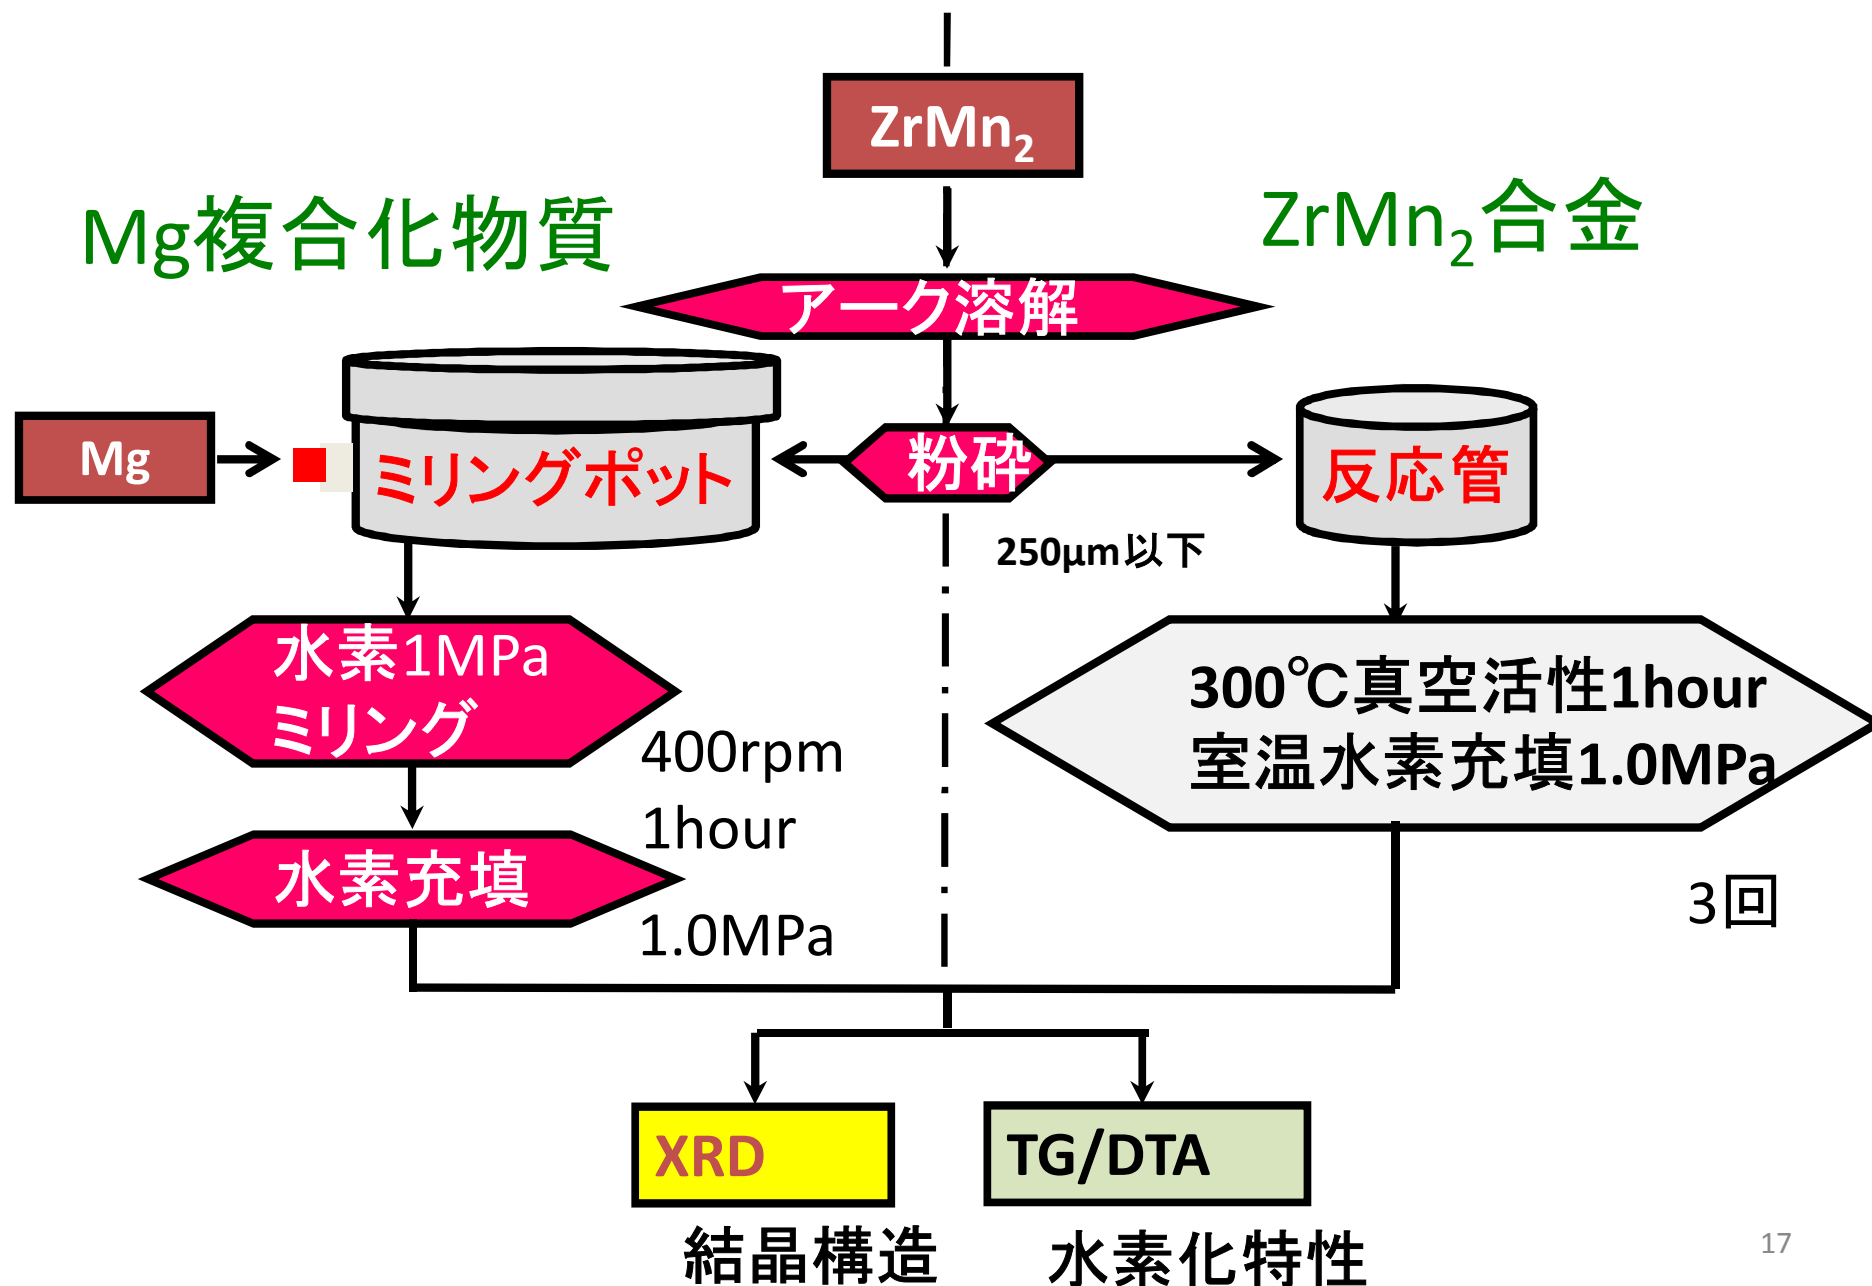 ZrMn₂
Mg複合化物質
ZrMn₂合金
アーク溶解
Mg
ミリングポット
粉砕
反応管
250μm以下
水素1MPa
ミリング
400rpm
1hour
300℃真空活性1hour
室温水素充填1.0MPa
水素充填
1.0MPa
3回
XRD
TG/DTA
結晶構造
水素化特性
17